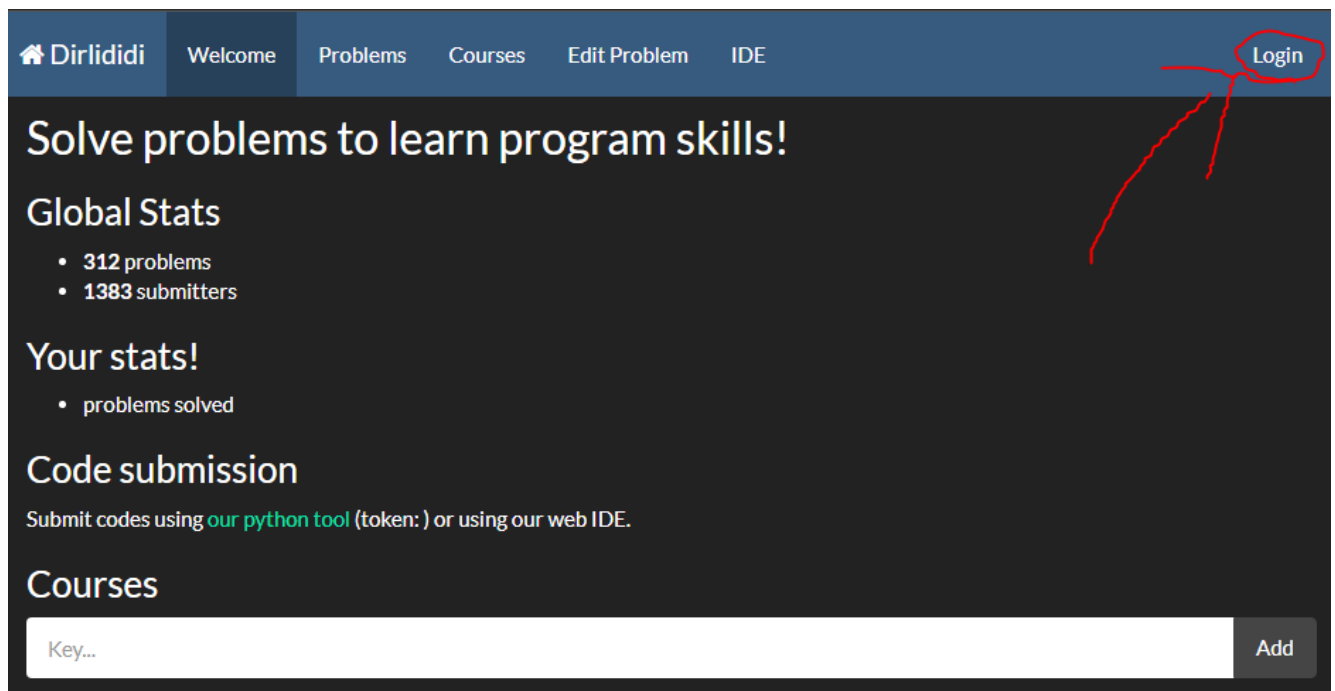 Dirlididi Welcome Problems Courses Edit Problem IDE Login
Solve problems to learn program skills!
Global Stats
• 312 problems
• 1383 submitters
Your stats!
• problems solved
Code submission
Submit codes using our python tool (token: ) or using our web IDE.
Courses
Key... Add